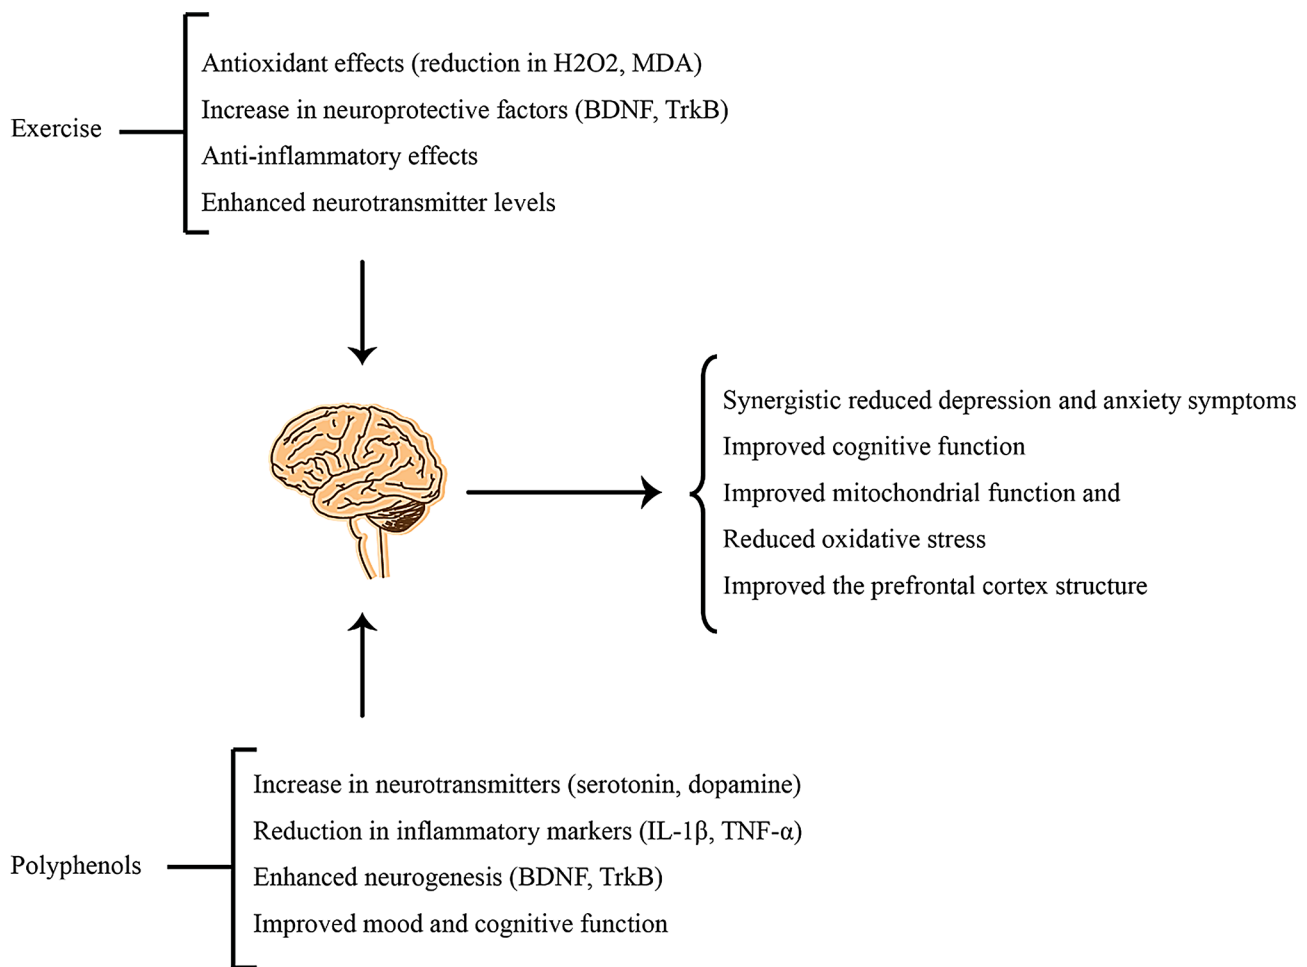 Exercise
Antioxidant effects (reduction in H2O2, MDA)
Increase in neuroprotective factors (BDNF, TrkB)
Anti-inflammatory effects
Enhanced neurotransmitter levels
Synergistic reduced depression and anxiety symptoms
Improved cognitive function
Improved mitochondrial function and
Reduced oxidative stress
Improved the prefrontal cortex structure
Polyphenols
Increase in neurotransmitters (serotonin, dopamine)
Reduction in inflammatory markers (IL-1β, TNF-α)
Enhanced neurogenesis (BDNF, TrkB)
Improved mood and cognitive function